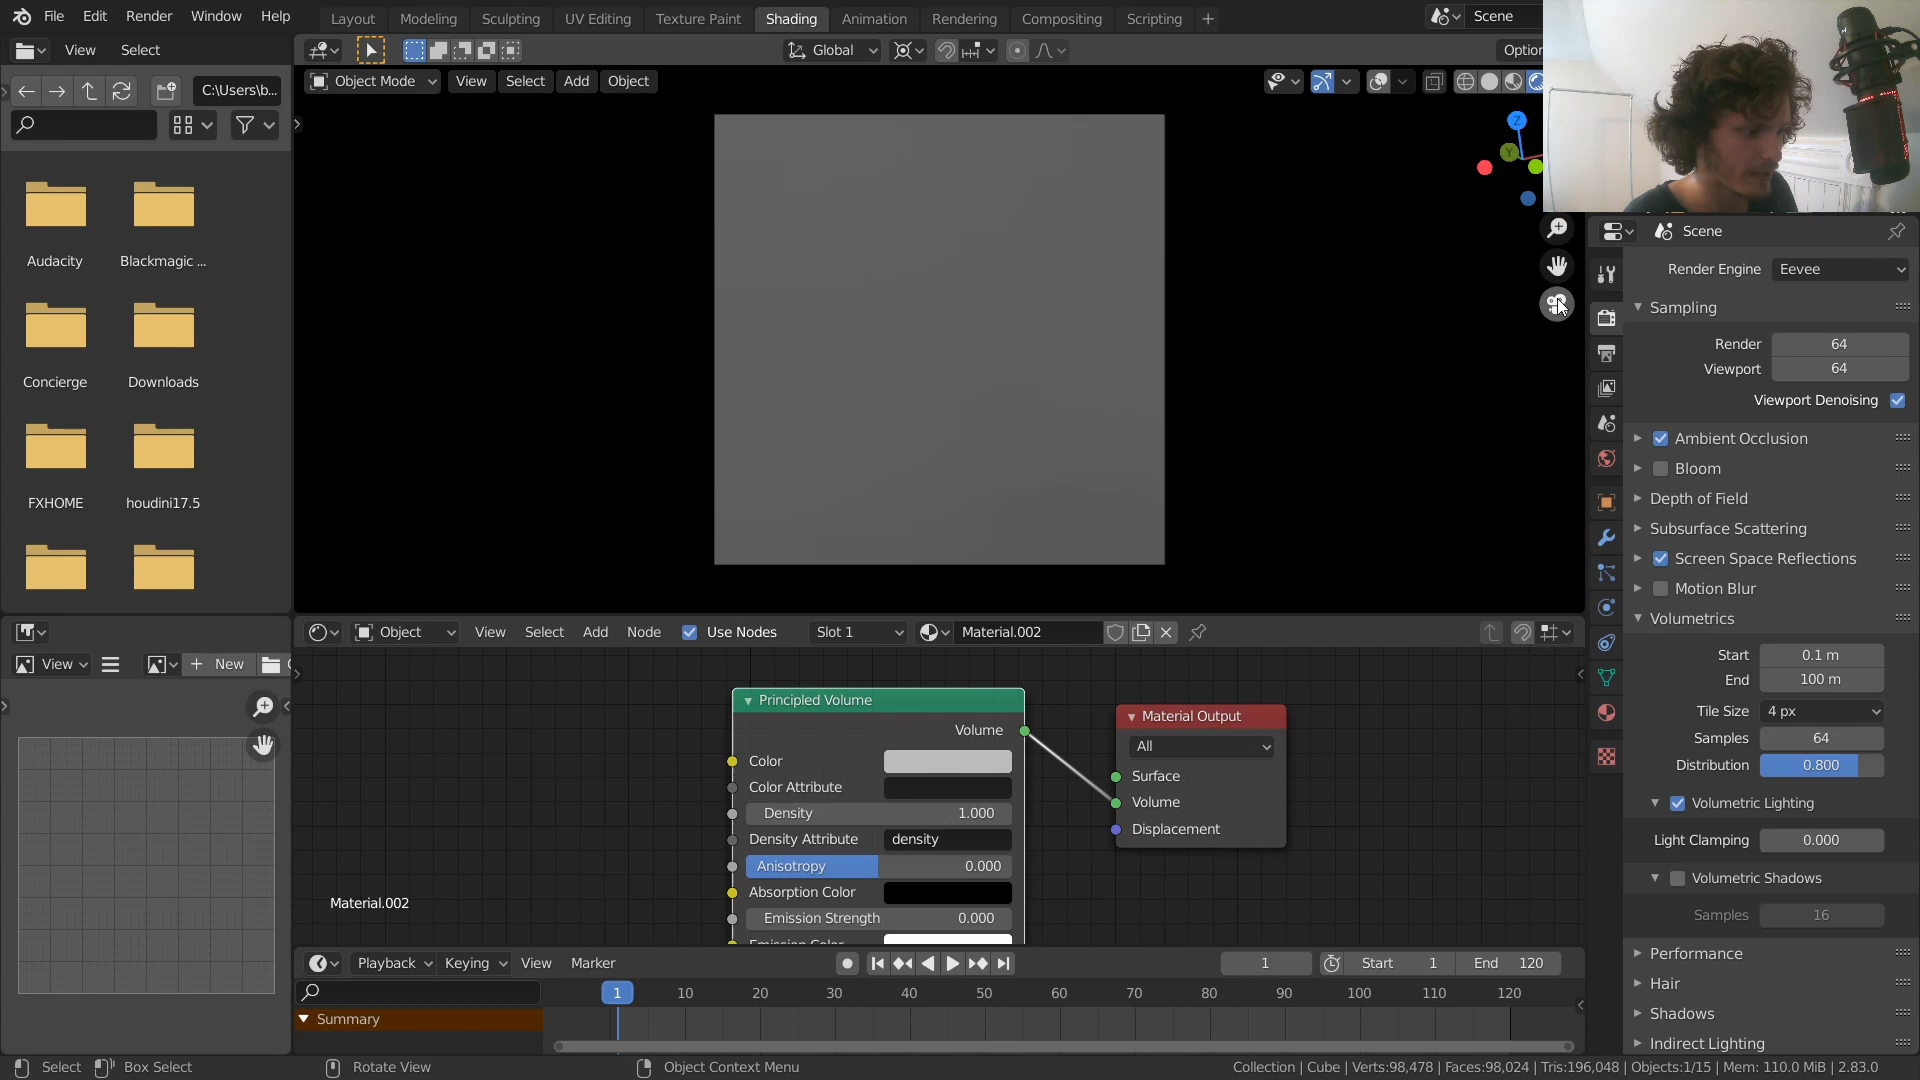 File Edit Render Window Help Layout Modeling Sculpting UV Editing Texture Paint Shading Animation Rendering Compositing Scripting Scene
View Select Global
Object Mode View Select Add Object
C:\Users\b...
Z
Y
Audacity Blackmagic ...
Concierge Downloads
FXHOME houdini17.5
Scene
Render Engine Eevee
Sampling
Render 64
Viewport 64
Viewport Denoising
Ambient Occlusion
Bloom
Depth of Field
Subsurface Scattering
Screen Space Reflections
Motion Blur
Volumetrics
Start 0.1 m
End 100 m
Tile Size 4 px
Samples 64
Distribution 0.800
Volumetric Lighting
Light Clamping 0.000
Volumetric Shadows
Samples 16
Performance
Hair
Shadows
Indirect Lighting
Object View Select Add Node Use Nodes Slot 1 Material.002
View New
Principled Volume
Volume
Color
Color Attribute
Density 1.000
Density Attribute density
Anisotropy 0.000
Absorption Color
Emission Strength 0.000
Material Output
All
Surface
Volume
Displacement
Material.002
Playback Keying View Marker 1 Start 1 End 120
1 10 20 30 40 50 60 70 80 90 100 110 120
Summary
Select Box Select Rotate View Object Context Menu Collection | Cube | Verts:98,478 | Faces:98,024 | Tris:196,048 | Objects:1/15 | Mem: 110.0 MiB | 2.83.0